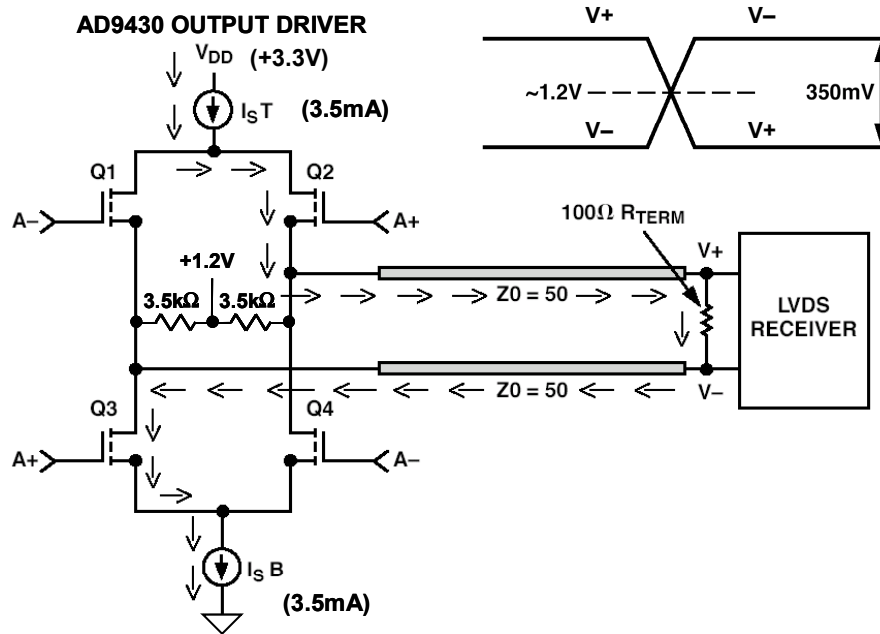 AD9430 OUTPUT DRIVER
VDD (+3.3V)
IST (3.5mA)
V+ V–
~1.2V 350mV
V– V+
Q1 Q2
A– A+
+1.2V
3.5kΩ 3.5kΩ
100Ω RTERM
V+
Z0 = 50
LVDS
RECEIVER
Z0 = 50
V–
Q3 Q4
A+ A–
ISB
(3.5mA)